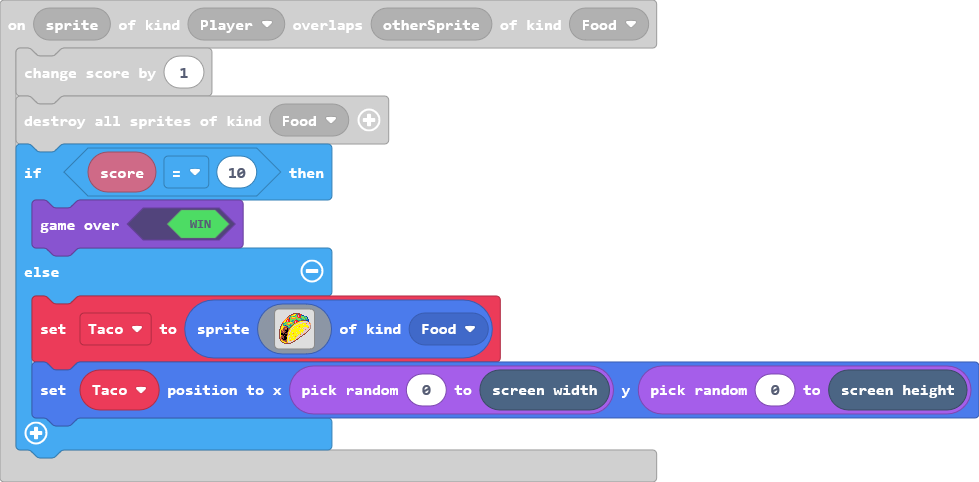 on sprite of kind Player overlaps otherSprite of kind Food
change score by 1
destroy all sprites of kind Food
if score = 10 then
game over WIN
else
set Taco to sprite of kind Food
set Taco position to x pick random 0 to screen width y pick random 0 to screen height